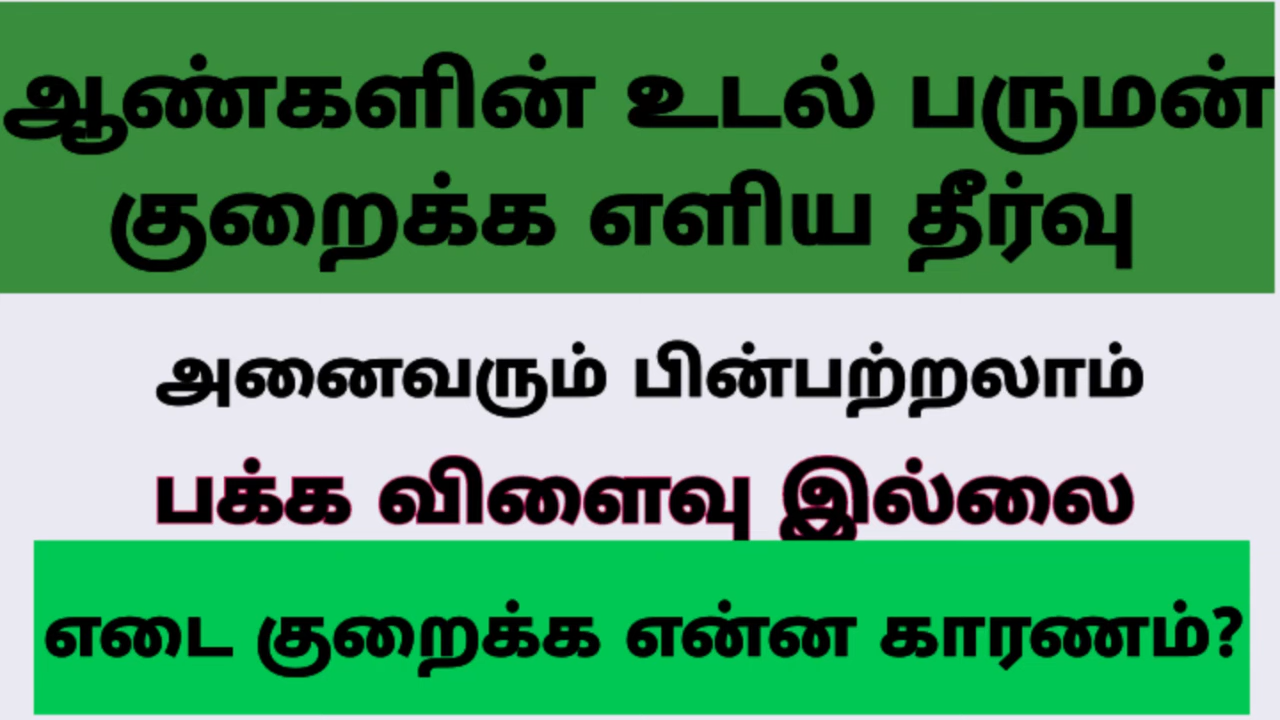 ஆண்களின் உடல் பருமன்
குறைக்க எளிய தீர்வு
அனைவரும் பின்பற்றலாம்
பக்க விளைவு இல்லை
எடை குறைக்க என்ன காரணம்?